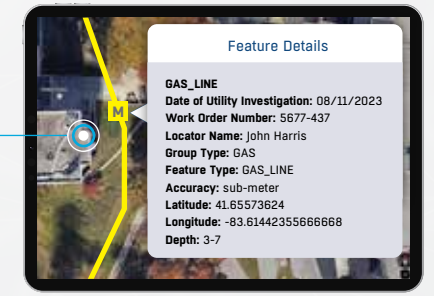 Feature Details
GAS_LINE
Date of Utility Investigation: 08/11/2023
Work Order Number: 5677-437
Locator Name: John Harris
Group Type: GAS
Feature Type: GAS_LINE
Accuracy: sub-meter
Latitude: 41.65573624
Longitude: -83.61442355666668
Depth: 3-7
M